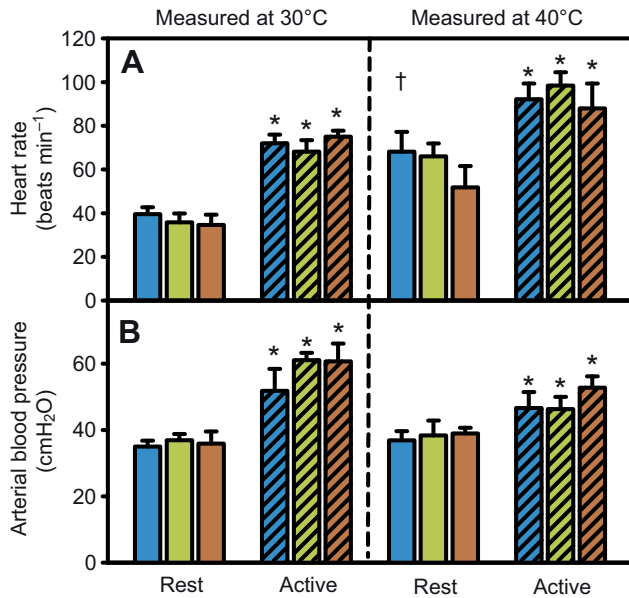 Measured at 30°C Measured at 40°C
A
Heart rate
(beats min⁻¹)
120
100
80
60
40
20
0
* * *
†
* * *
B
Arterial blood pressure
(cmH₂O)
60
40
20
0
* * *
* * *
Rest Active Rest Active